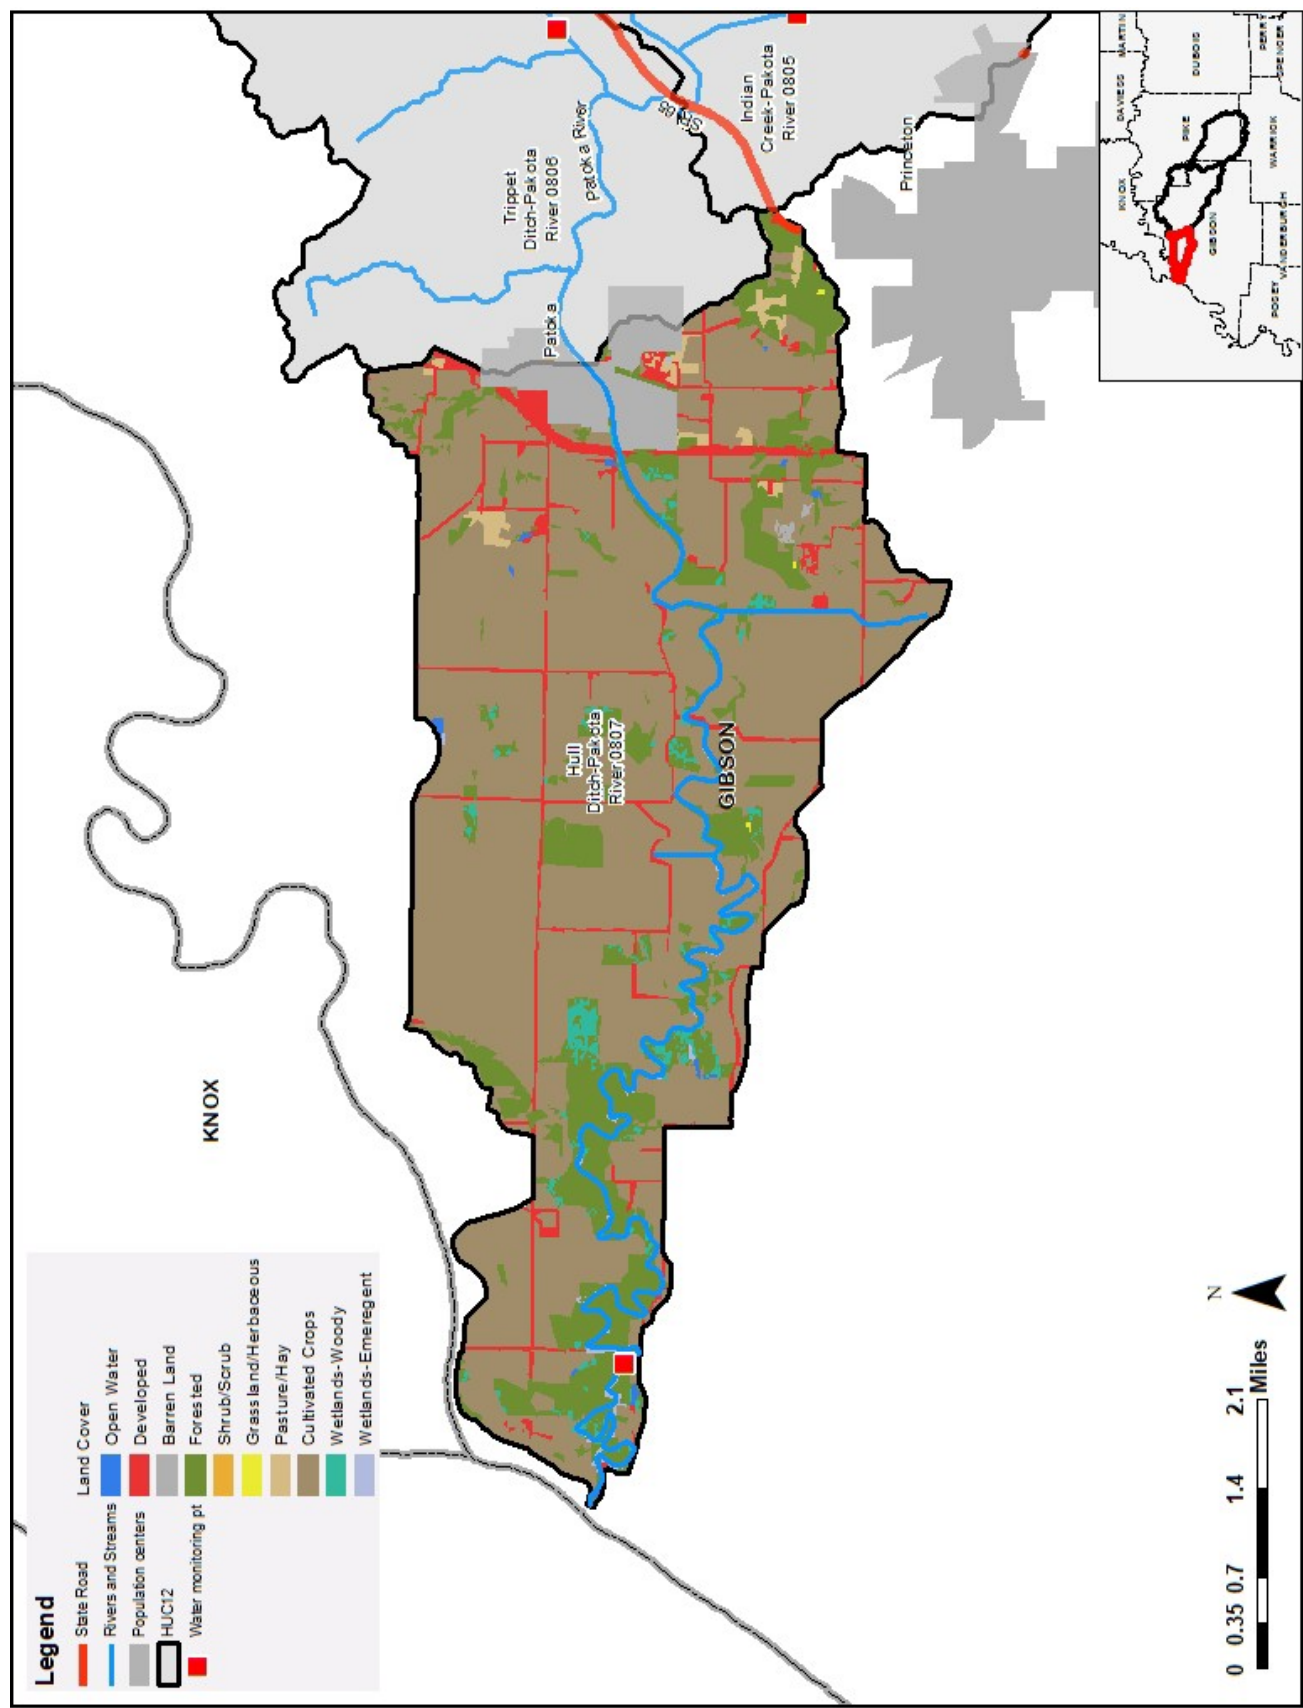 Legend
State Road
Rivers and Streams
Population centers
HUC12
Water monitoring pt
Land Cover
Open Water
Developed
Barren Land
Forested
Shrub/Scrub
Grassland/Herbaceous
Pasture/Hay
Cultivated Crops
Wetlands-Woody
Wetlands-Emeregent
KNOX
Hull
Ditch-Pakota
River 0807
GIBSON
Patoka
Trippet
Ditch-Pakota
River 0806
Patoka River
Indian
Creek-Pakota
River 0805
Princeton
0 0.35 0.7 1.4 2.1
Miles
N
KNOX
DAVIESS
MARTIN
PIKE
DUBOIS
GIBSON
WARRICK
POSEY
VANDERBURGH
PERRY
SPENCER